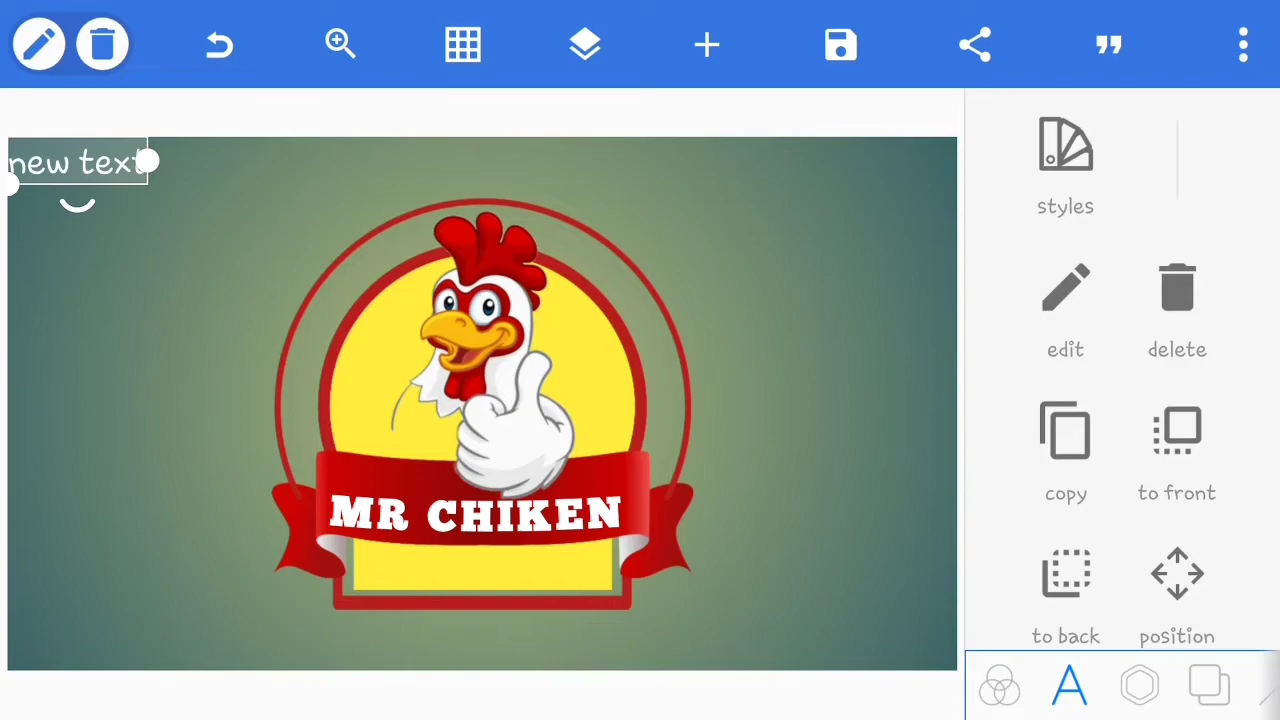 new text
styles
edit
delete
MR CHIKEN
copy
to front
to back
position